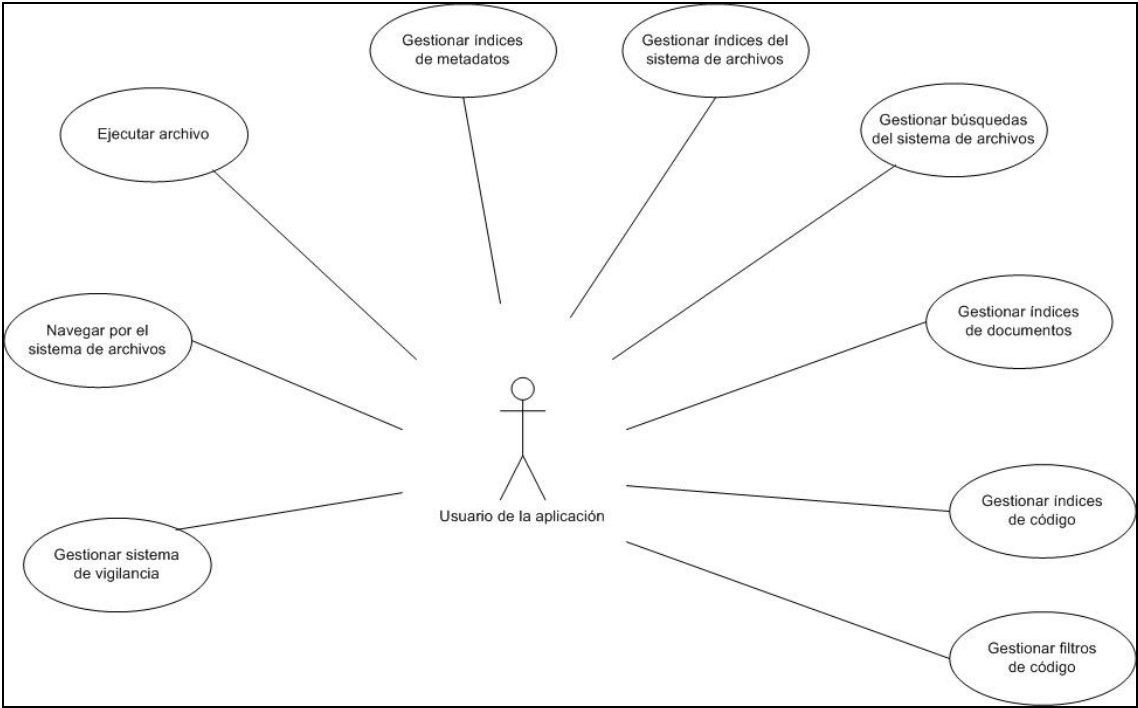 Gestionar índices
de metadatos
Gestionar índices del
sistema de archivos
Ejecutar archivo
Gestionar búsquedas
del sistema de archivos
Navegar por el
sistema de archivos
Gestionar índices
de documentos
Usuario de la aplicación
Gestionar índices
de código
Gestionar sistema
de vigilancia
Gestionar filtros
de código